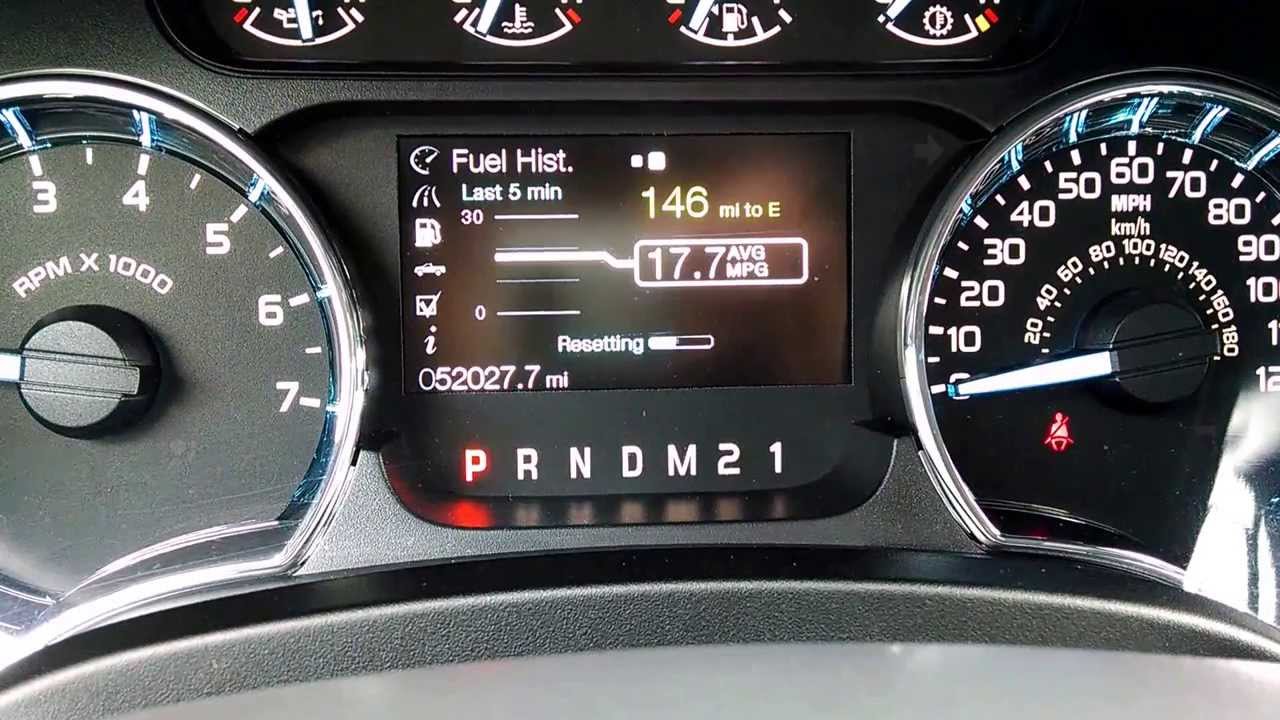 Fuel Hist.
Last 5 min
30
146 mi to E
17.7 AVG MPG
0
Resetting
052027.7 mi
P R N D M 2 1
3
4
5
6
7
RPM X 1000
0
10
20
30
40
50
60
70
80
90
MPH
km/h
20
40
60
80
100
120
140
160
180